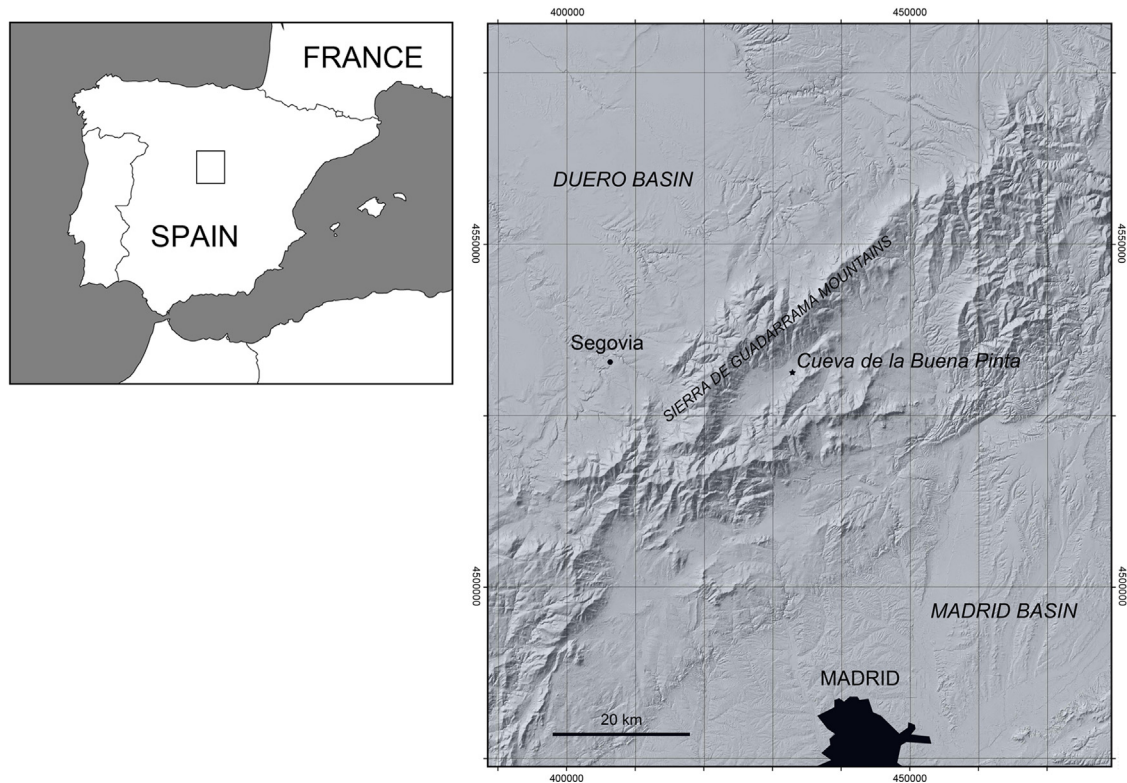 FRANCE
SPAIN
400000
450000
DUERO BASIN
4550000
4550000
SIERRA DE GUADARRAMA MOUNTAINS
Segovia
Cueva de la Buena Pinta
4500000
4500000
MADRID BASIN
MADRID
20 km
400000
450000